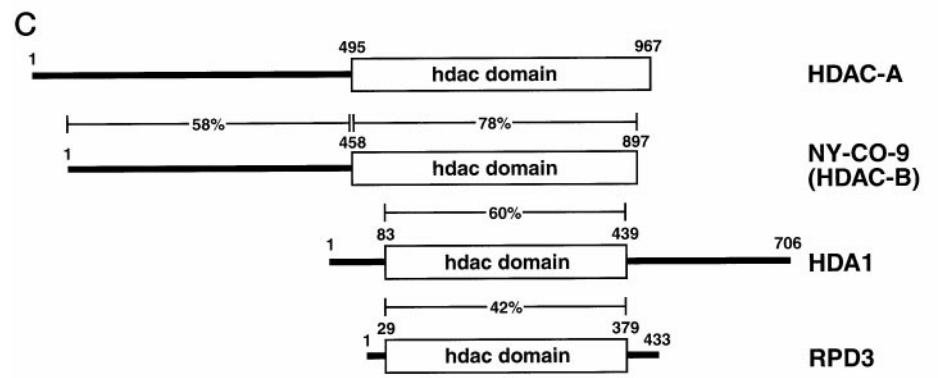 C
1 495 967
hdac domain HDAC-A
58% 78%
1 458 897
hdac domain NY-CO-9
(HDAC-B)
60%
1 83 439 706
hdac domain HDA1
42%
1 29 379 433
hdac domain RPD3